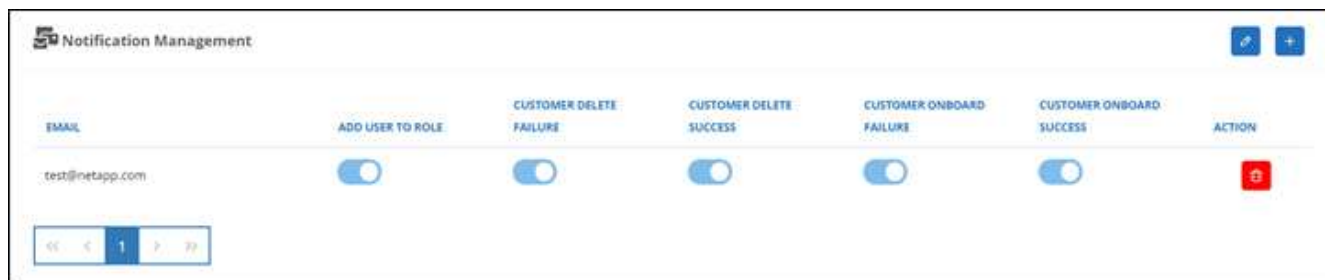 Notification Management
CUSTOMER DELETE CUSTOMER DELETE CUSTOMER ONBOARD CUSTOMER ONBOARD
EMAIL ADD USER TO ROLE FAILURE SUCCESS FAILURE SUCCESS ACTION
test@netapp.com
<< < 1 > >>